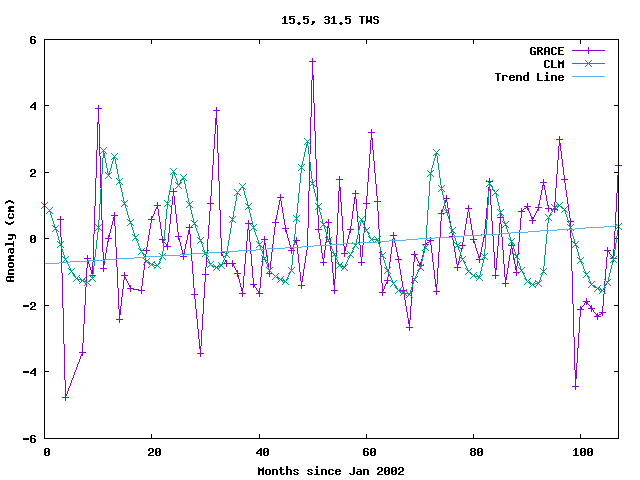 15.5, 31.5 TWS
GRACE
CLM
Trend Line
6
4
2
0
-2
-4
-6
Anomaly (cm)
0 20 40 60 80 100
Months since Jan 2002